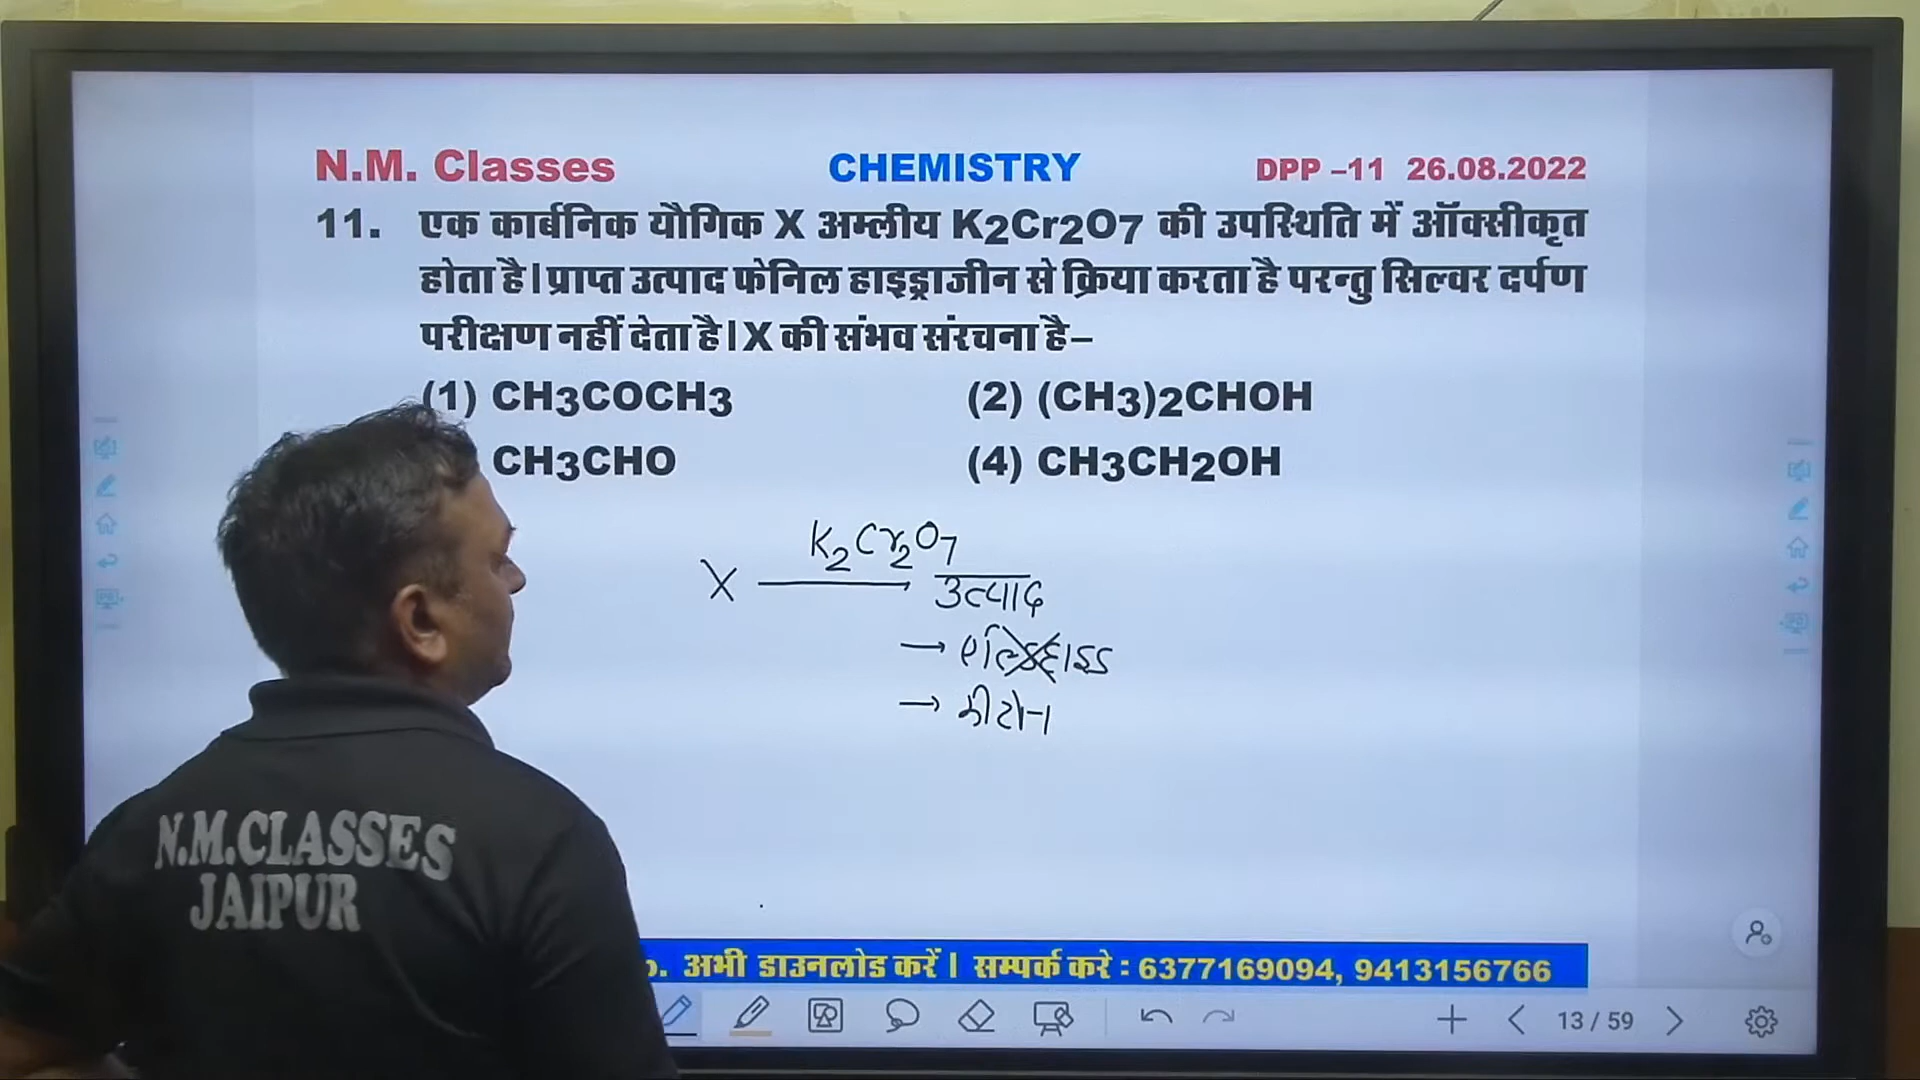 N.M. Classes CHEMISTRY DPP –11 26.08.2022
11. एक कार्बनिक यौगिक X अम्लीय K2Cr2O7 की उपस्थिति में ऑक्सीकृत
होता है। प्राप्त उत्पाद फेनिल हाइड्राजीन से क्रिया करता है परन्तु सिल्वर दर्पण
परीक्षण नहीं देता है। X की संभव संरचना है–
(1) CH3COCH3 (2) (CH3)2CHOH
CH3CHO (4) CH3CH2OH
K2Cr2O7
X ⟶ उत्पाद
→ एल्डिहाइड
→ कीटोन
N.M.CLASSES
JAIPUR
. अभी डाउनलोड करें। सम्पर्क करे : 6377169094, 9413156766
13 / 59